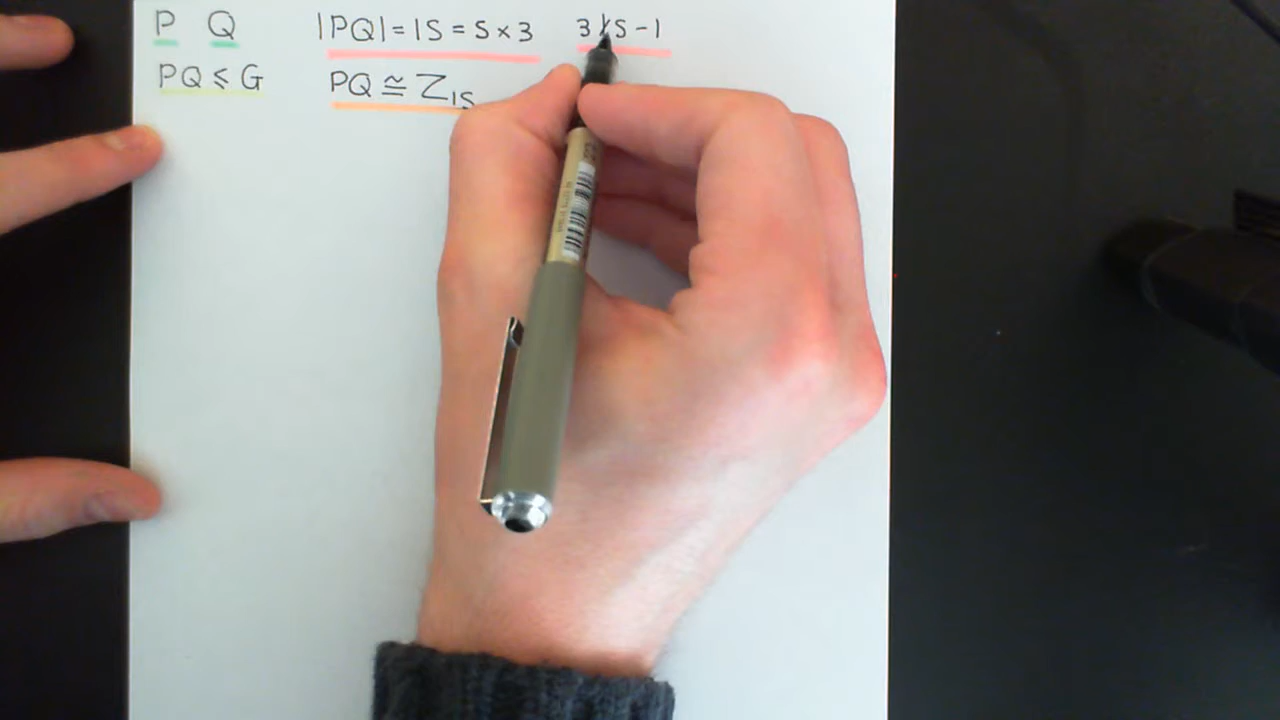 P Q |PQ| = 15 = 5 × 3 3 ∤ 5 - 1
PQ ⩽ G PQ ≅ Z₁₅